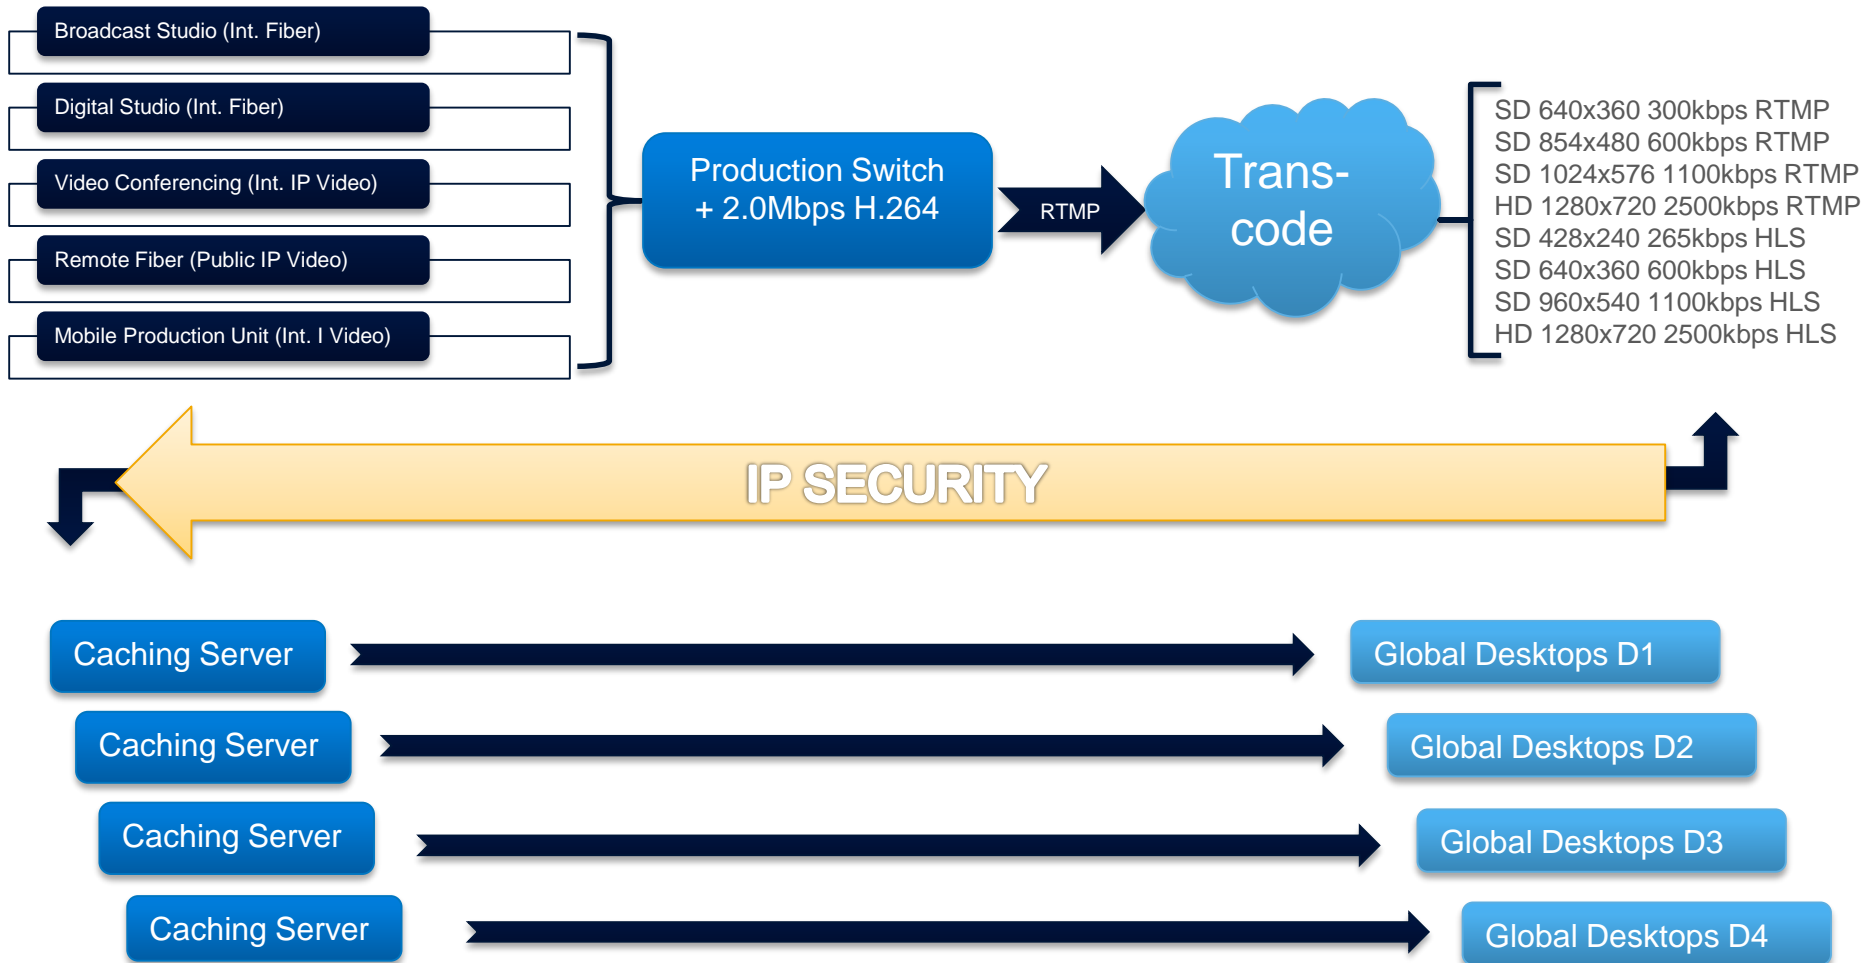 Broadcast Studio (Int. Fiber)
Digital Studio (Int. Fiber)
Video Conferencing (Int. IP Video)
Remote Fiber (Public IP Video)
Mobile Production Unit (Int. I Video)
Production Switch
+ 2.0Mbps H.264
RTMP
Trans-
code
SD 640x360 300kbps RTMP
SD 854x480 600kbps RTMP
SD 1024x576 1100kbps RTMP
HD 1280x720 2500kbps RTMP
SD 428x240 265kbps HLS
SD 640x360 600kbps HLS
SD 960x540 1100kbps HLS
HD 1280x720 2500kbps HLS
IP SECURITY
Caching Server
Global Desktops D1
Caching Server
Global Desktops D2
Caching Server
Global Desktops D3
Caching Server
Global Desktops D4